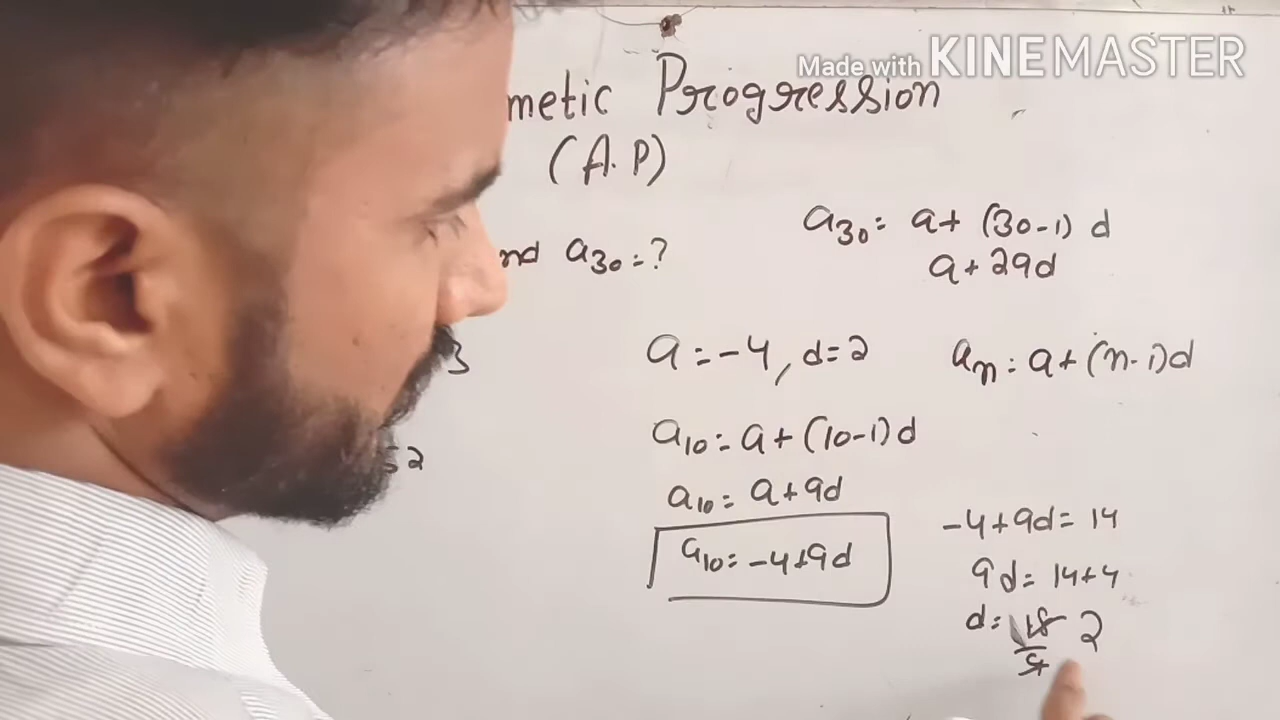 Made with KINEMASTER
metic Progression
(A.P)
nd a30=?
a30= a+ (30-1) d
a+29d
3
a=-4, d=2
an= a+(n-1)d
a10=a+(10-1)d
52
a10= a+9d
a10= -4+9d
-4+9d=14
9d=14+4
d= 18/9 2